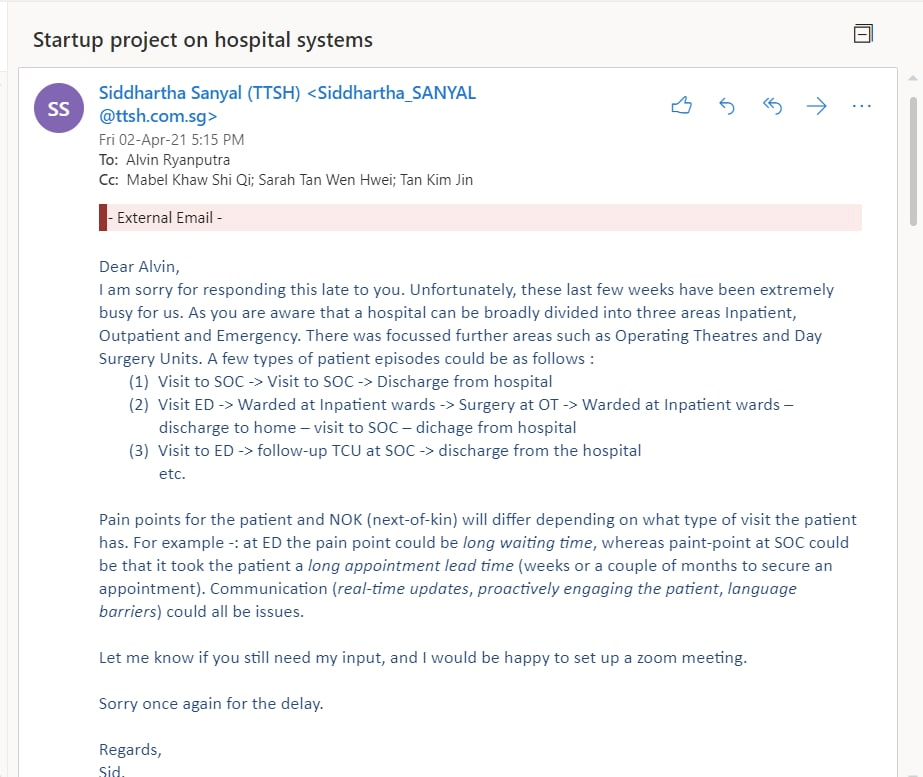 Startup project on hospital systems
SS
Siddhartha Sanyal (TTSH) <Siddhartha_SANYAL
@ttsh.com.sg>
Fri 02-Apr-21 5:15 PM
To: Alvin Ryanputra
Cc: Mabel Khaw Shi Qi; Sarah Tan Wen Hwei; Tan Kim Jin
- External Email -
Dear Alvin,
I am sorry for responding this late to you. Unfortunately, these last few weeks have been extremely
busy for us. As you are aware that a hospital can be broadly divided into three areas Inpatient,
Outpatient and Emergency. There was focussed further areas such as Operating Theatres and Day
Surgery Units. A few types of patient episodes could be as follows :
(1) Visit to SOC -> Visit to SOC -> Discharge from hospital
(2) Visit ED -> Warded at Inpatient wards -> Surgery at OT -> Warded at Inpatient wards –
discharge to home – visit to SOC – dichage from hospital
(3) Visit to ED -> follow-up TCU at SOC -> discharge from the hospital
etc.
Pain points for the patient and NOK (next-of-kin) will differ depending on what type of visit the patient
has. For example -: at ED the pain point could be long waiting time, whereas paint-point at SOC could
be that it took the patient a long appointment lead time (weeks or a couple of months to secure an
appointment). Communication (real-time updates, proactively engaging the patient, language
barriers) could all be issues.
Let me know if you still need my input, and I would be happy to set up a zoom meeting.
Sorry once again for the delay.
Regards,
Sid.